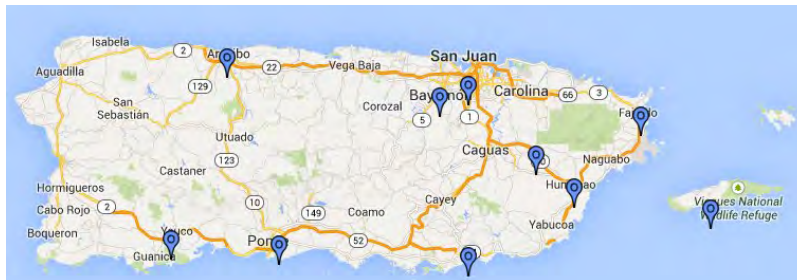 Isabela
2
San Juan
Aguadilla
22
Vega Baja
Carolina
66
3
129
San
Sebastián
Corozal
5
1
Utuado
Caguas
123
Castaner
Naguabo
Hormigueros
Cabo Rojo
2
10
149
Coamo
Cayey
Boqueron
52
Yabucoa
Guanica
Wildlife Refuge